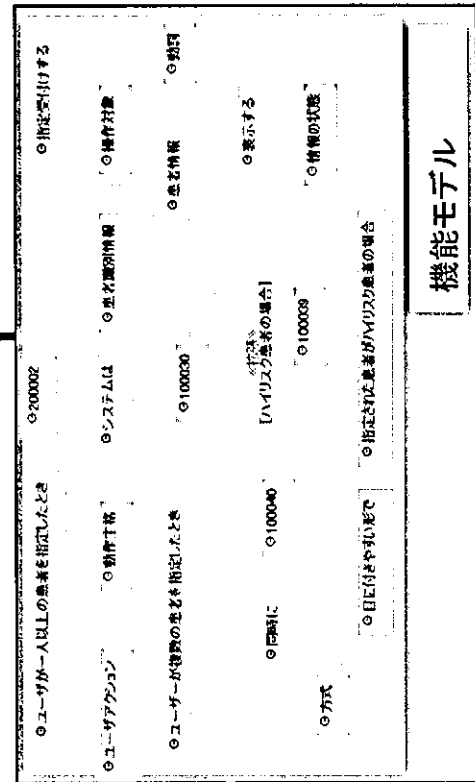 ⊙ユーザが一人以上の患者を指定したとき ⊙200002 ⊙指定受付けする
⊙ユーザアクション ⊙動作主格 ⊙システムは ⊙患者識別情報 ⊙操作対象
⊙ユーザーが複数の患者を指定したとき ⊙100030 ⊙患者情報 ⊙動詞
⊙同時に ⊙100040 [ハイリスク患者の場合] ⊙表示する
⊙方式 ⊙100039 ⊙情報の状態
⊙目に付きやすい形で ⊙指定された患者がハイリスク患者の場合
機能モデル